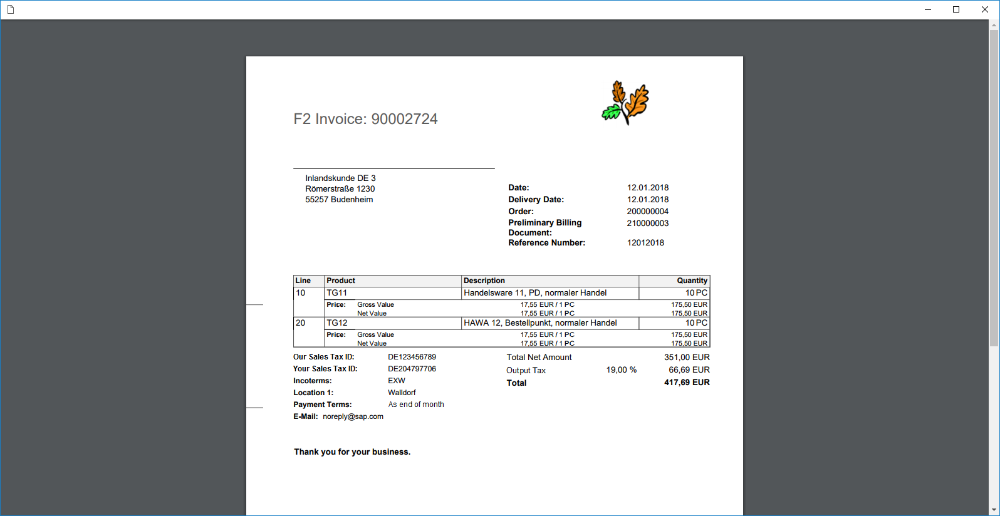 F2 Invoice: 90002724
Inlandskunde DE 3
Römerstraße 1230
55257 Budenheim
Date: 12.01.2018
Delivery Date: 12.01.2018
Order: 200000004
Preliminary Billing Document: 210000003
Reference Number: 12012018
Line Product Description Quantity
10 TG11 Handelsware 11, PD, normaler Handel 10 PC
Price: Gross Value 17,55 EUR / 1 PC 175,50 EUR
Net Value 17,55 EUR / 1 PC 175,50 EUR
20 TG12 HAWA 12, Bestellpunkt, normaler Handel 10 PC
Price: Gross Value 17,55 EUR / 1 PC 175,50 EUR
Net Value 17,55 EUR / 1 PC 175,50 EUR
Our Sales Tax ID: DE123456789
Your Sales Tax ID: DE204797706
Incoterms: EXW
Location 1: Walldorf
Payment Terms: As end of month
E-Mail: noreply@sap.com
Total Net Amount 351,00 EUR
Output Tax 19,00 % 66,69 EUR
Total 417,69 EUR
Thank you for your business.